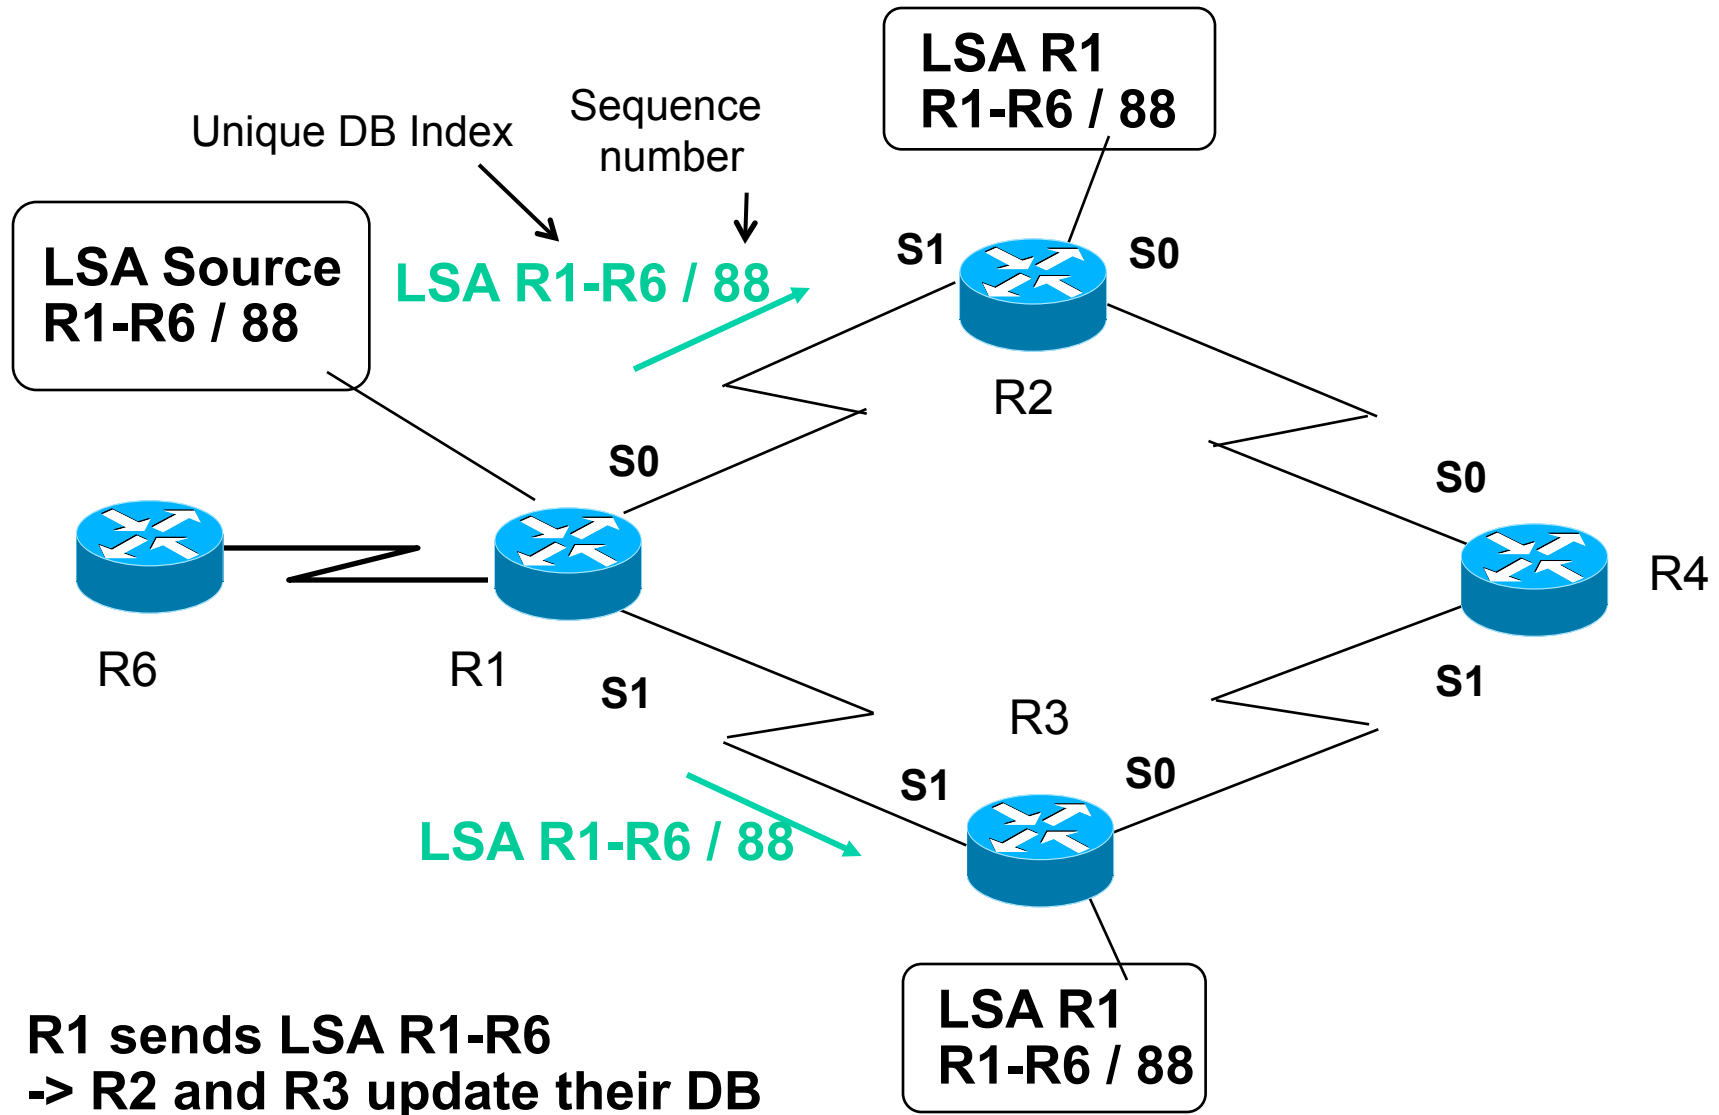 LSA R1
R1-R6 / 88
Unique DB Index
Sequence
number
LSA Source
R1-R6 / 88
LSA R1-R6 / 88
S1
S0
R2
S0
S0
R4
R6
R1
S1
S1
R3
S1
S0
LSA R1-R6 / 88
LSA R1
R1-R6 / 88
R1 sends LSA R1-R6
-> R2 and R3 update their DB